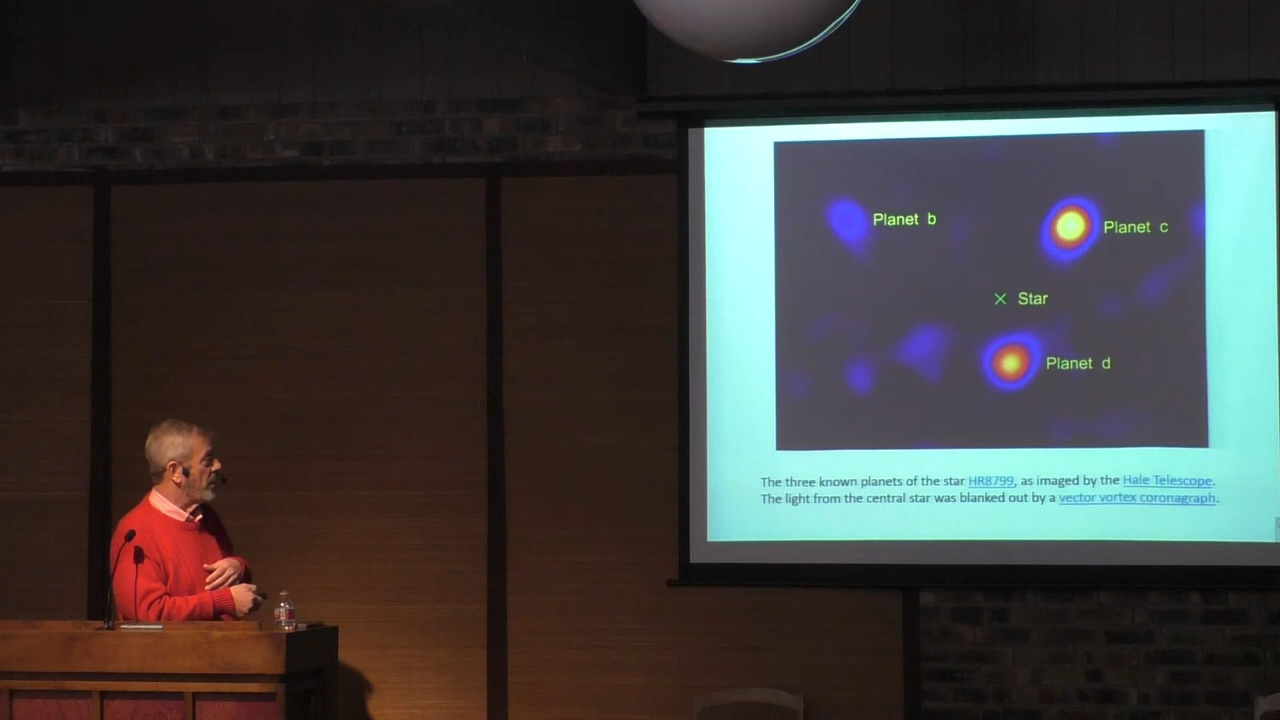 Planet b
Planet c
Star
Planet d
The three known planets of the star HR8799, as imaged by the Hale Telescope.
The light from the central star was blanked out by a vector vortex coronagraph.